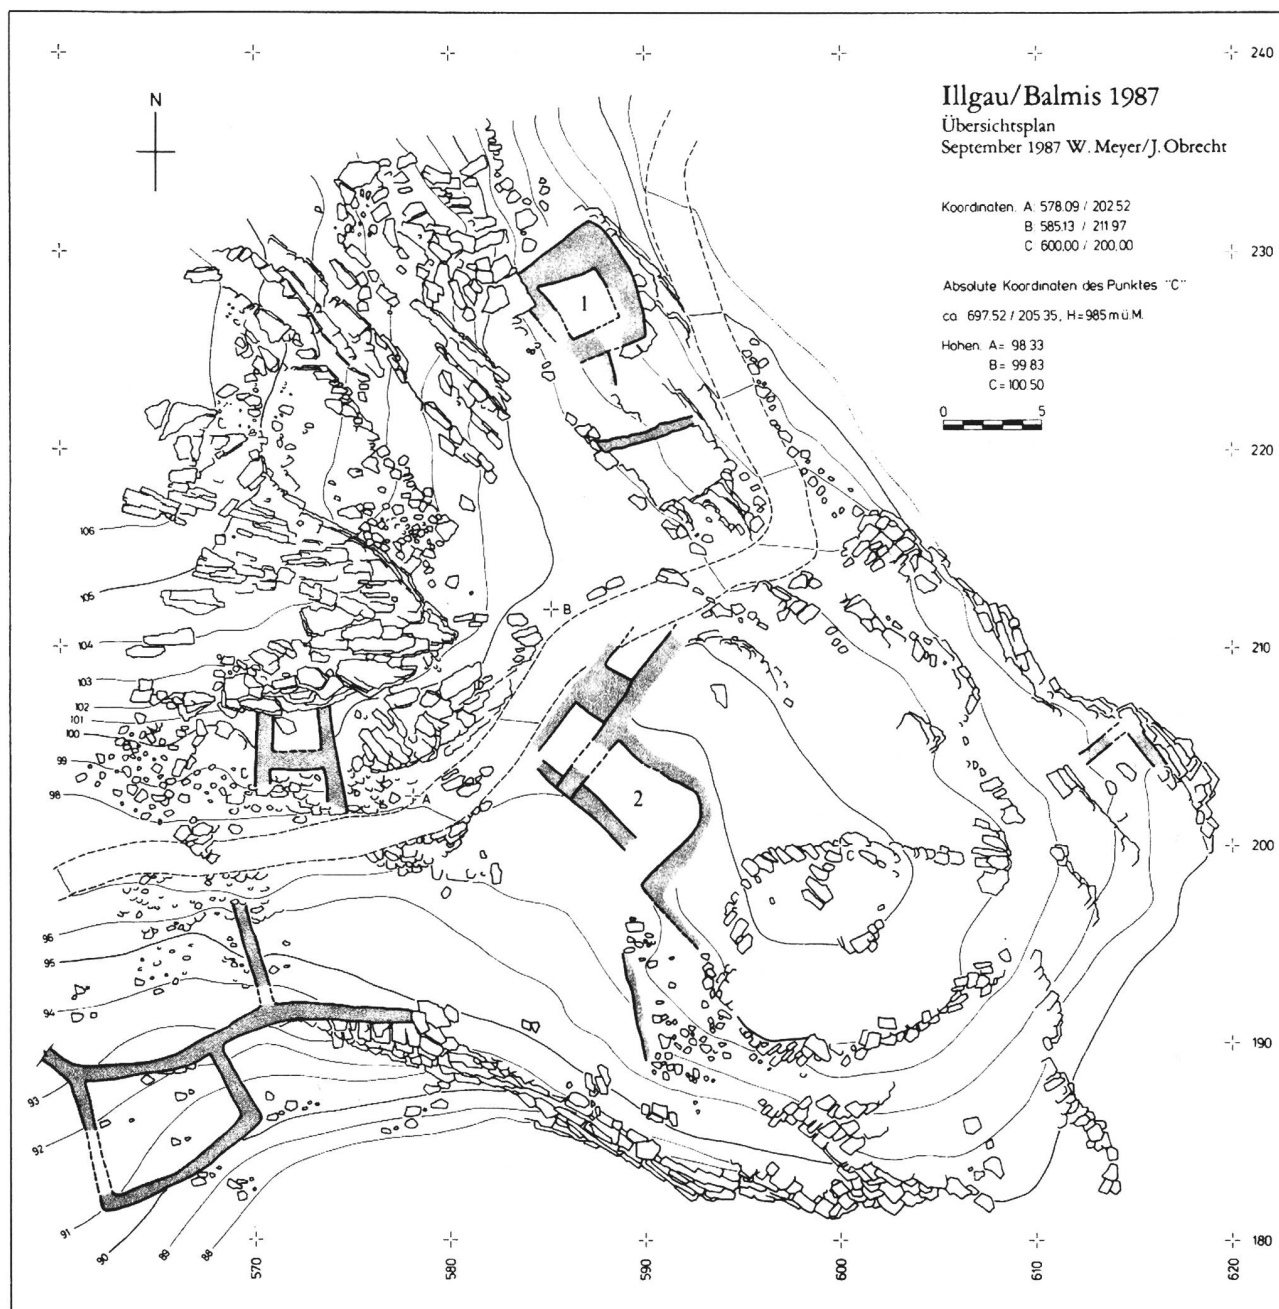 240
N
Illgau/Balmis 1987
Übersichtsplan
September 1987 W. Meyer/J. Obrecht
Koordinaten. A: 578.09 / 202 52
B 585.13 / 211 97
C 600.00 / 200.00
Absolute Koordinaten des Punktes "C"
ca. 697.52 / 205 35, H=985 m ü.M.
Hohen. A= 98 33
B= 99 83
C=100 50
0 5
230
1
220
106
105
B
104
210
103
102
101
100
99
98
A
2
C
200
96
95
94
190
93
92
91
90
89
88
180
570
580
590
600
610
620